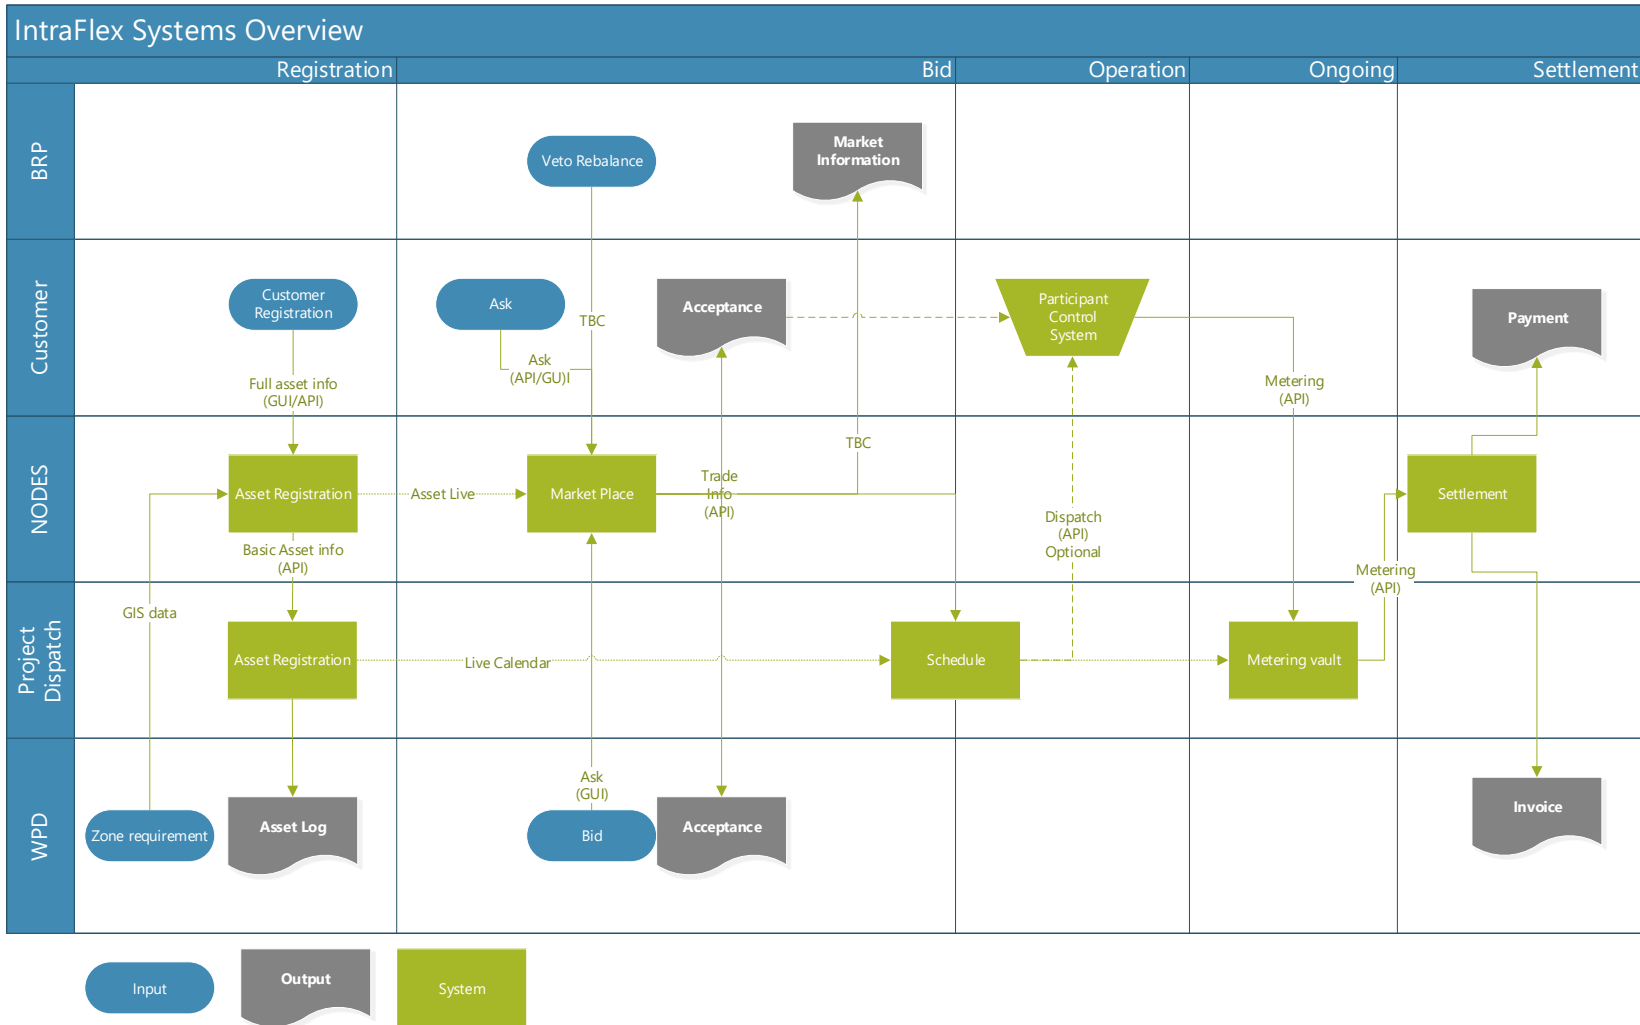 IntraFlex Systems Overview
Registration
Bid
Operation
Ongoing
Settlement
BRP
Veto Rebalance
Market
Information
Customer
Customer
Registration
Ask
Acceptance
Participant
Control
System
Payment
TBC
Ask
(API/GU)I
Full asset info
(GUI/API)
Metering
(API)
NODES
TBC
Asset Registration
Asset Live
Market Place
Trade
Info
(API)
Settlement
Dispatch
(API)
Optional
Basic Asset info
(API)
Metering
(API)
Project
Dispatch
GIS data
Asset Registration
Live Calendar
Schedule
Metering vault
WPD
Ask
(GUI)
Zone requirement
Asset Log
Bid
Acceptance
Invoice
Input
Output
System